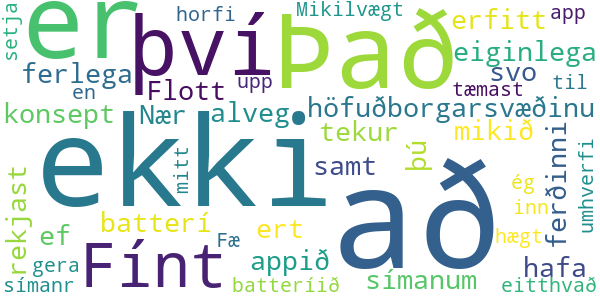 setja er horfi Mikilvægt app
því Það erfitt
ferlega eiginlega
en Flott upp svo tæmast til
konsept Nær alveg höfuðborgarsvæðinu
ekki að tekur mikið
rekjast mitt samt þú ferðinni umhverfi
ég
batterí ert inn
ef Fínt Fæ appið hægt
gera hafa
símanr batteríið símanum eitthvað